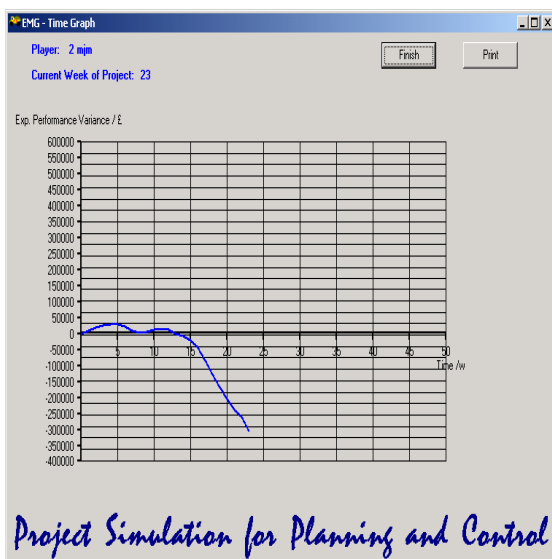 EMG - Time Graph
Player: 2 mjm
Finish
Print
Current Week of Project: 23
Exp. Performance Variance / £
600000
550000
500000
450000
400000
350000
300000
250000
200000
150000
100000
50000
0
-50000
5 10 15 20 25 30 35 40 45 50
Time /w
-100000
-150000
-200000
-250000
-300000
-350000
-400000
Project Simulation for Planning and Control